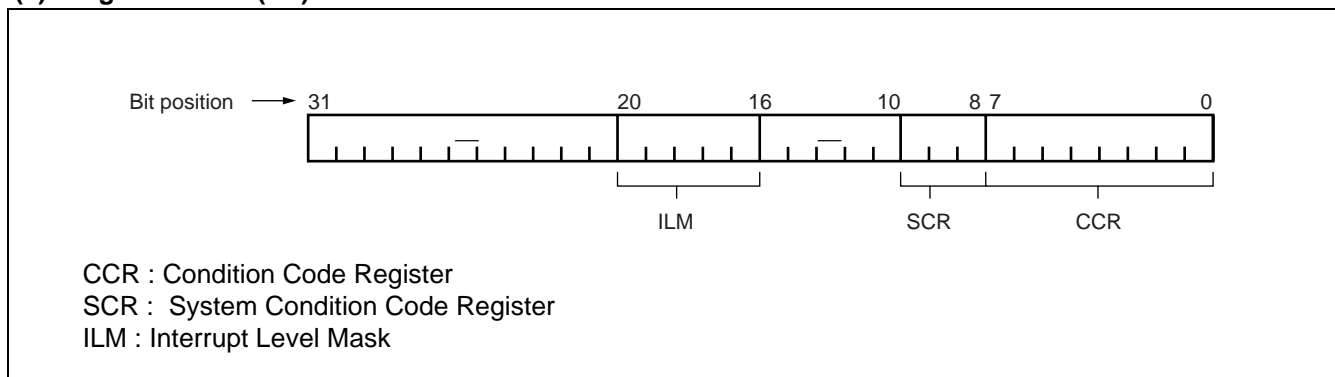 Bit position 31 20 16 10 8 7 0
— —
ILM SCR CCR
CCR : Condition Code Register
SCR : System Condition Code Register
ILM : Interrupt Level Mask